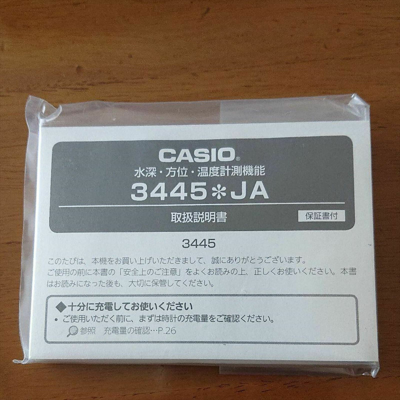 CASIO®
水深・方位・温度計測機能
3445＊JA
取扱説明書
保証書付
3445
このたびは、本機をお買い上げいただきまして、誠にありがとうございます。
ご使用の前に本書の「安全上のご注意」をよくお読みの上、正しくお使いください。本書
はお読みになった後も、大切に保管してください。
◆十分に充電してお使いください
• ご使用いただく前に、まずは時計の充電量をご確認ください。
参照 充電量の確認…P.26